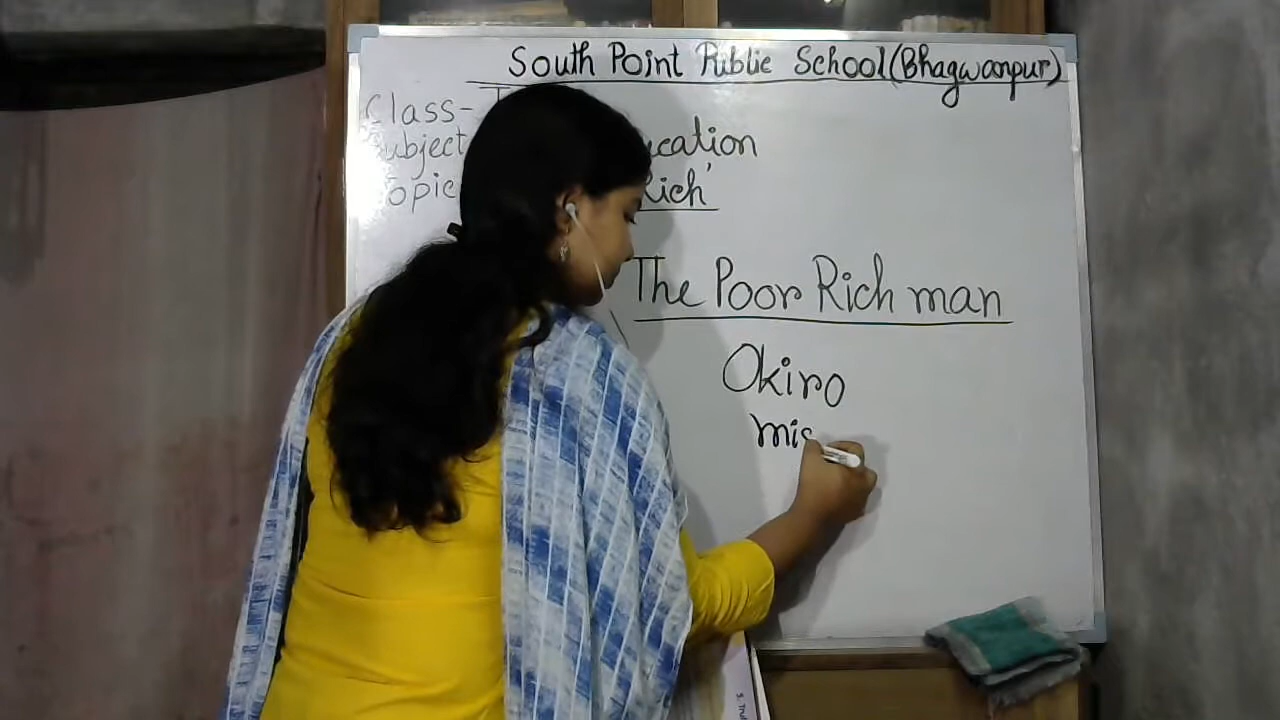 South Point Public School(Bhagwanpur)
Class-
Subject
Topic
ucation
Rich'
The Poor Rich man
Okiro
mis